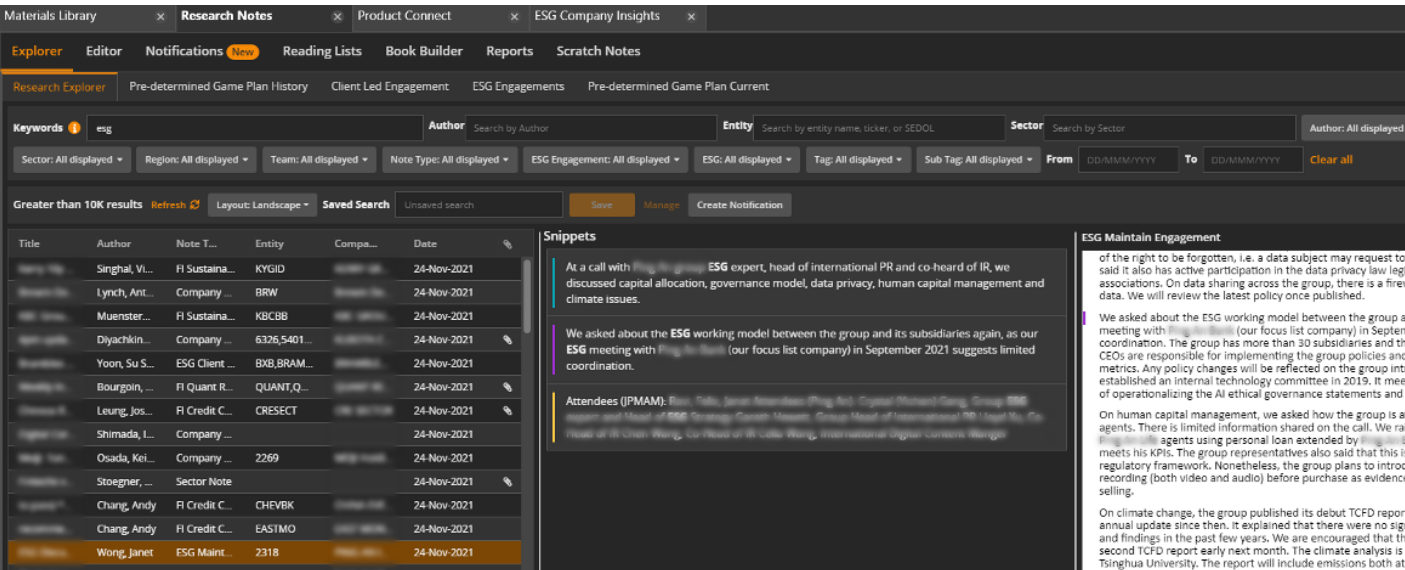 Materials Library × Research Notes × Product Connect × ESG Company Insights ×
Explorer Editor Notifications New Reading Lists Book Builder Reports Scratch Notes
Research Explorer Pre-determined Game Plan History Client Led Engagement ESG Engagements Pre-determined Game Plan Current
Keywords esg Author Search by Author Entity Search by entity name, ticker, or SEDOL Sector Search by Sector Author: All displayed
Sector: All displayed Region: All displayed Team: All displayed Note Type: All displayed ESG Engagement: All displayed ESG: All displayed Tag: All displayed Sub Tag: All displayed From DD/MMM/YYYY To DD/MMM/YYYY Clear all
Greater than 10K results Refresh Layout: Landscape Saved Search Unsaved search Save Manage Create Notification
Title Author Note T... Entity Compa... Date
Singhal, Vi... FI Sustaina... KYGID 24-Nov-2021
Lynch, Ant... Company ... BRW 24-Nov-2021
Muenster... FI Sustaina... KBCBB 24-Nov-2021
Diyachkin... Company ... 6326,5401... 24-Nov-2021
Yoon, Su S... ESG Client ... BXB,BRAM... 24-Nov-2021
Bourgoin, ... FI Quant R... QUANT,Q... 24-Nov-2021
Leung, Jos... FI Credit C... CRESECT 24-Nov-2021
Shimada, I... Company ... 24-Nov-2021
Osada, Kei... Company ... 2269 24-Nov-2021
Stoegner, ... Sector Note 24-Nov-2021
Chang, Andy FI Credit C... CHEVBK 24-Nov-2021
Chang, Andy FI Credit C... EASTMO 24-Nov-2021
Wong, Janet ESG Maint... 2318 24-Nov-2021
Snippets
At a call with ESG expert, head of international PR and co-heard of IR, we
discussed capital allocation, governance model, data privacy, human capital management and
climate issues.
We asked about the ESG working model between the group and its subsidiaries again, as our
ESG meeting with (our focus list company) in September 2021 suggests limited
coordination.
Attendees (JPMAM):
ESG Maintain Engagement
of the right to be forgotten, i.e. a data subject may request to
said it also has active participation in the data privacy law
associations. On data sharing across the group, there is a
data. We will review the latest policy once published.
We asked about the ESG working model between the group
meeting with (our focus list company) in
coordination. The group has more than 30 subsidiaries and
CEOs are responsible for implementing the group policies and
metrics. Any policy changes will be reflected on the group
established an internal technology committee in 2019. It
of operationalizing the AI ethical governance statements and
On human capital management, we asked how the group is
agents. There is limited information shared on the call. We
agents using personal loan extended by
meets his KPIs. The group representatives also said that this
regulatory framework. Nonetheless, the group plans to
recording (both video and audio) before purchase as
selling.
On climate change, the group published its debut TCFD
annual update since then. It explained that there were no
and findings in the past few years. We are encouraged that
second TCFD report early next month. The climate analysis is
Tsinghua University. The report will include emissions both at